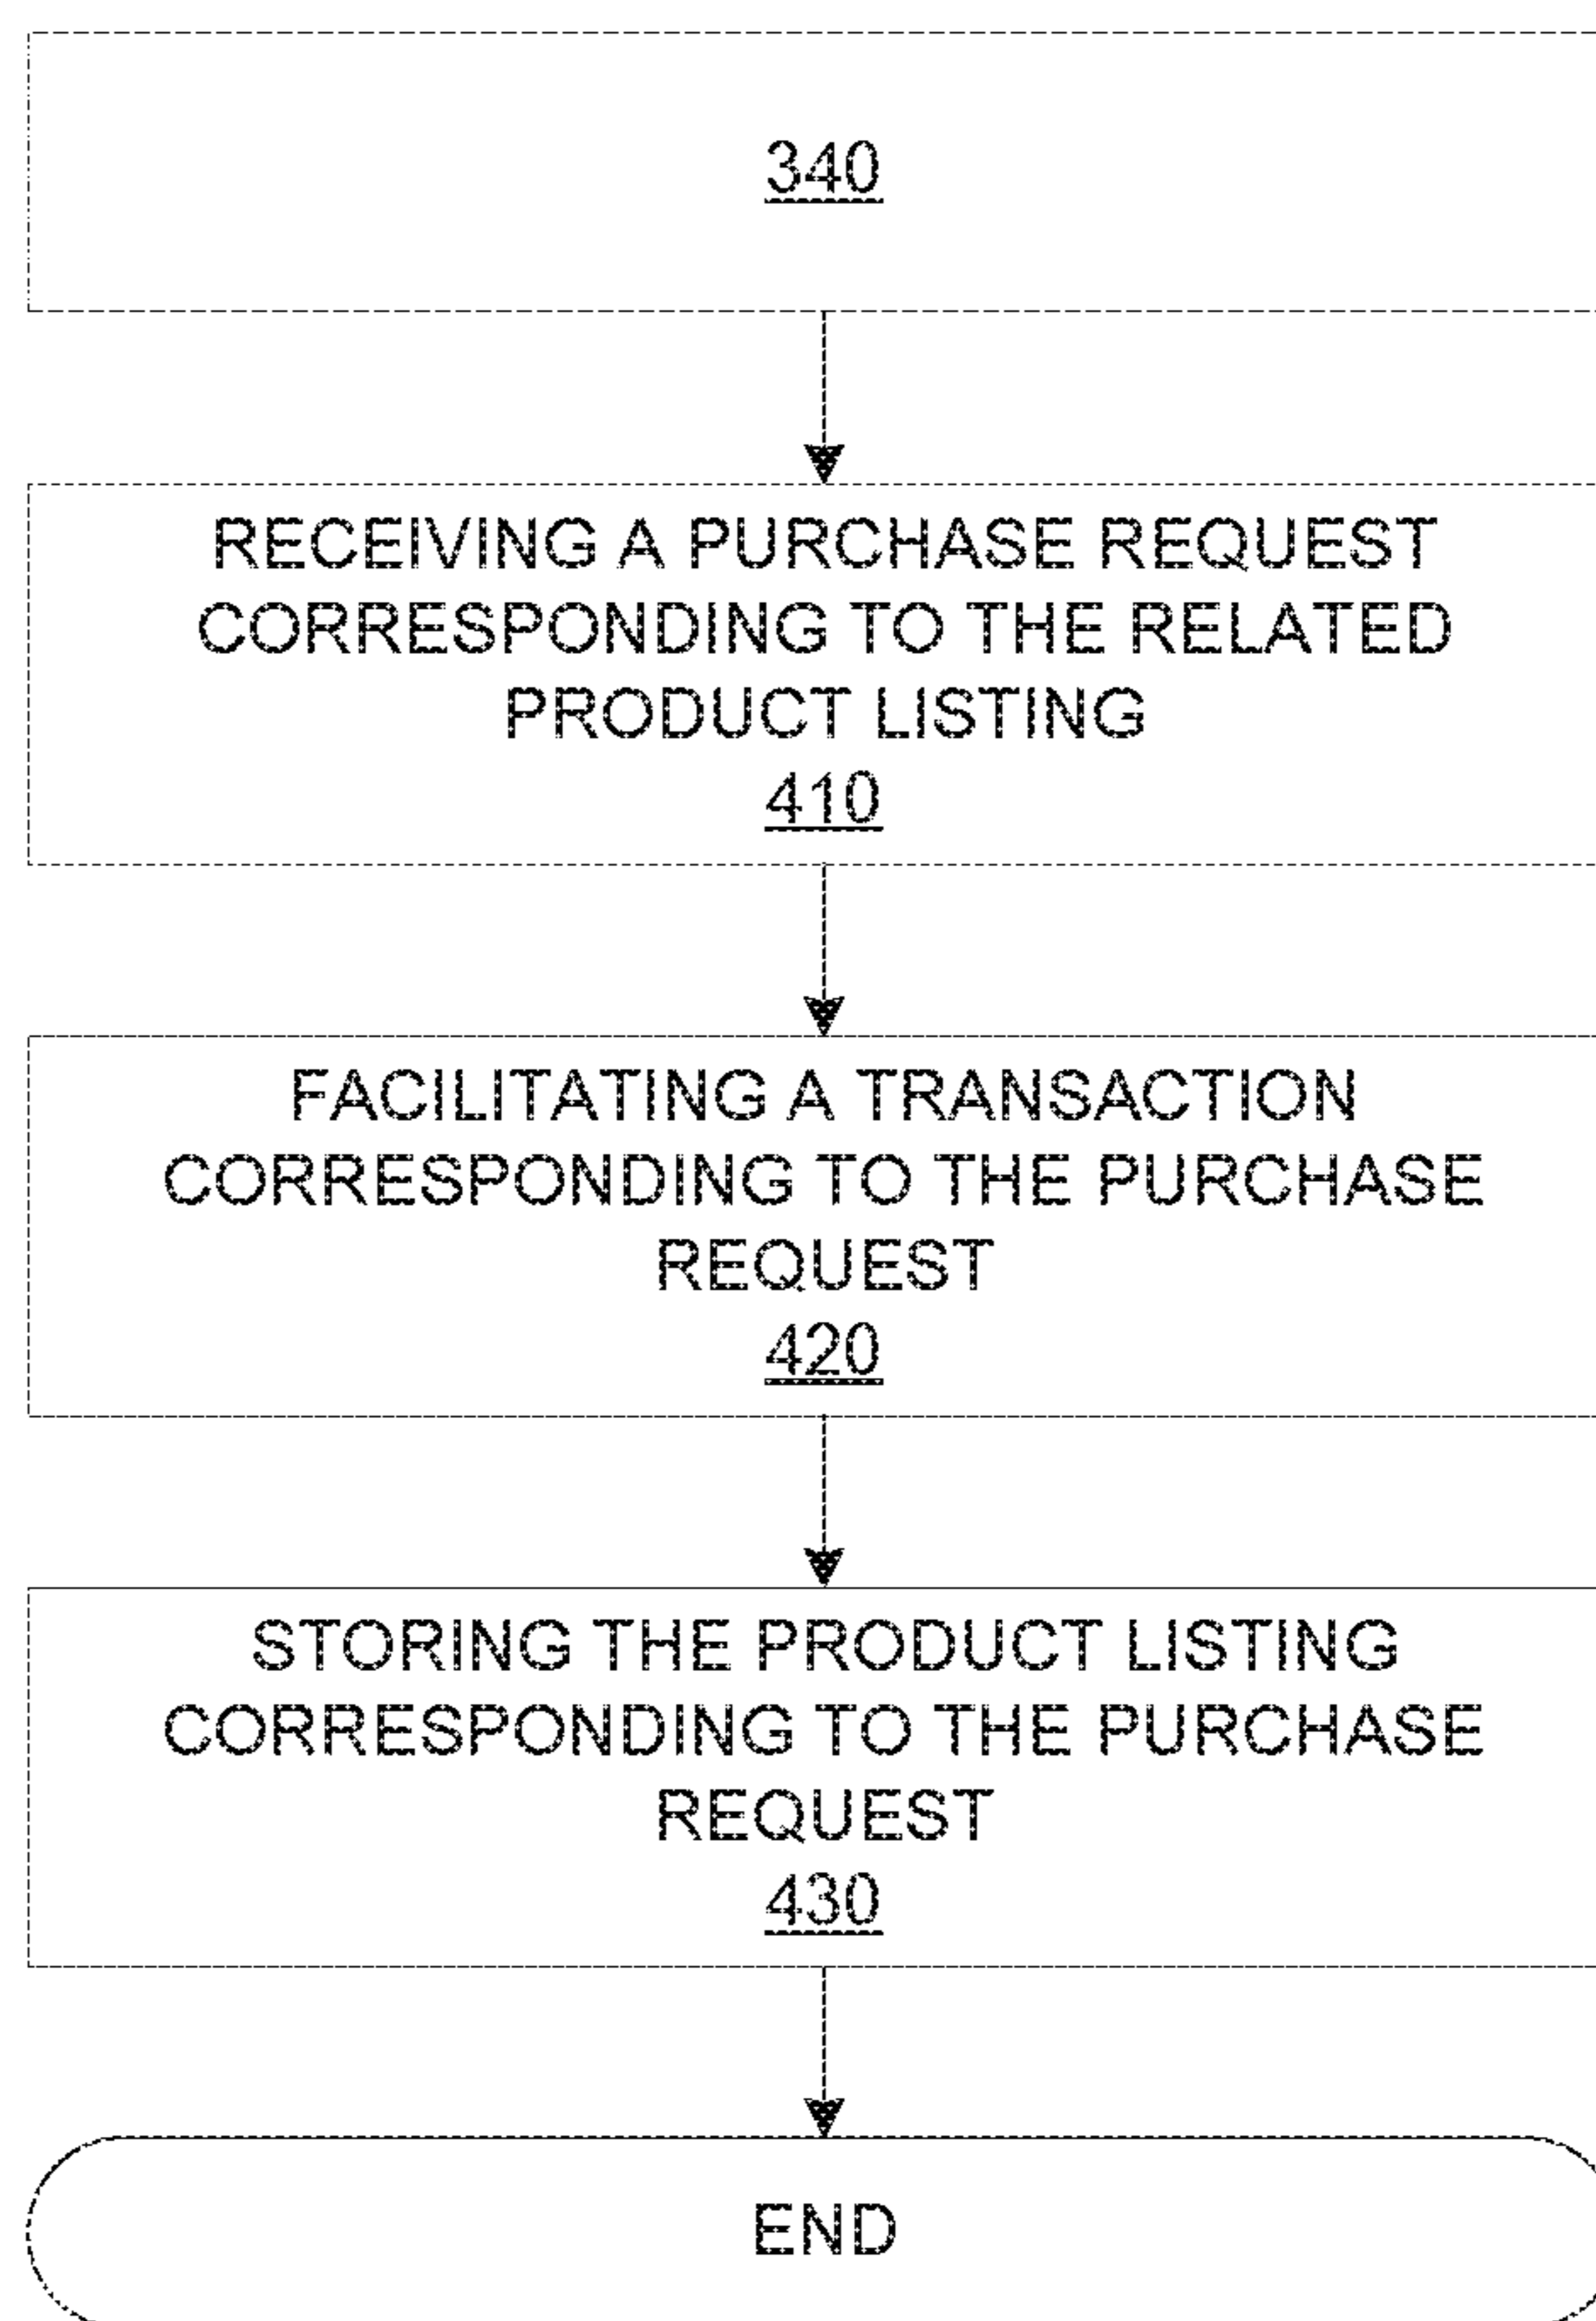 340
RECEIVING A PURCHASE REQUEST
CORRESPONDING TO THE RELATED
PRODUCT LISTING
410
FACILITATING A TRANSACTION
CORRESPONDING TO THE PURCHASE
REQUEST
420
STORING THE PRODUCT LISTING
CORRESPONDING TO THE PURCHASE
REQUEST
430
END